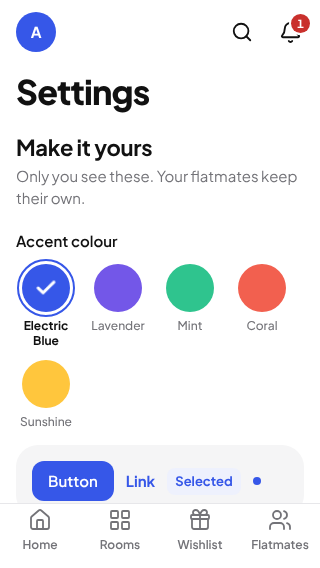 A
1
Settings
Make it yours
Only you see these. Your flatmates keep
their own.
Accent colour
Electric
Blue
Lavender
Mint
Coral
Sunshine
Button Link Selected
Home Rooms Wishlist Flatmates